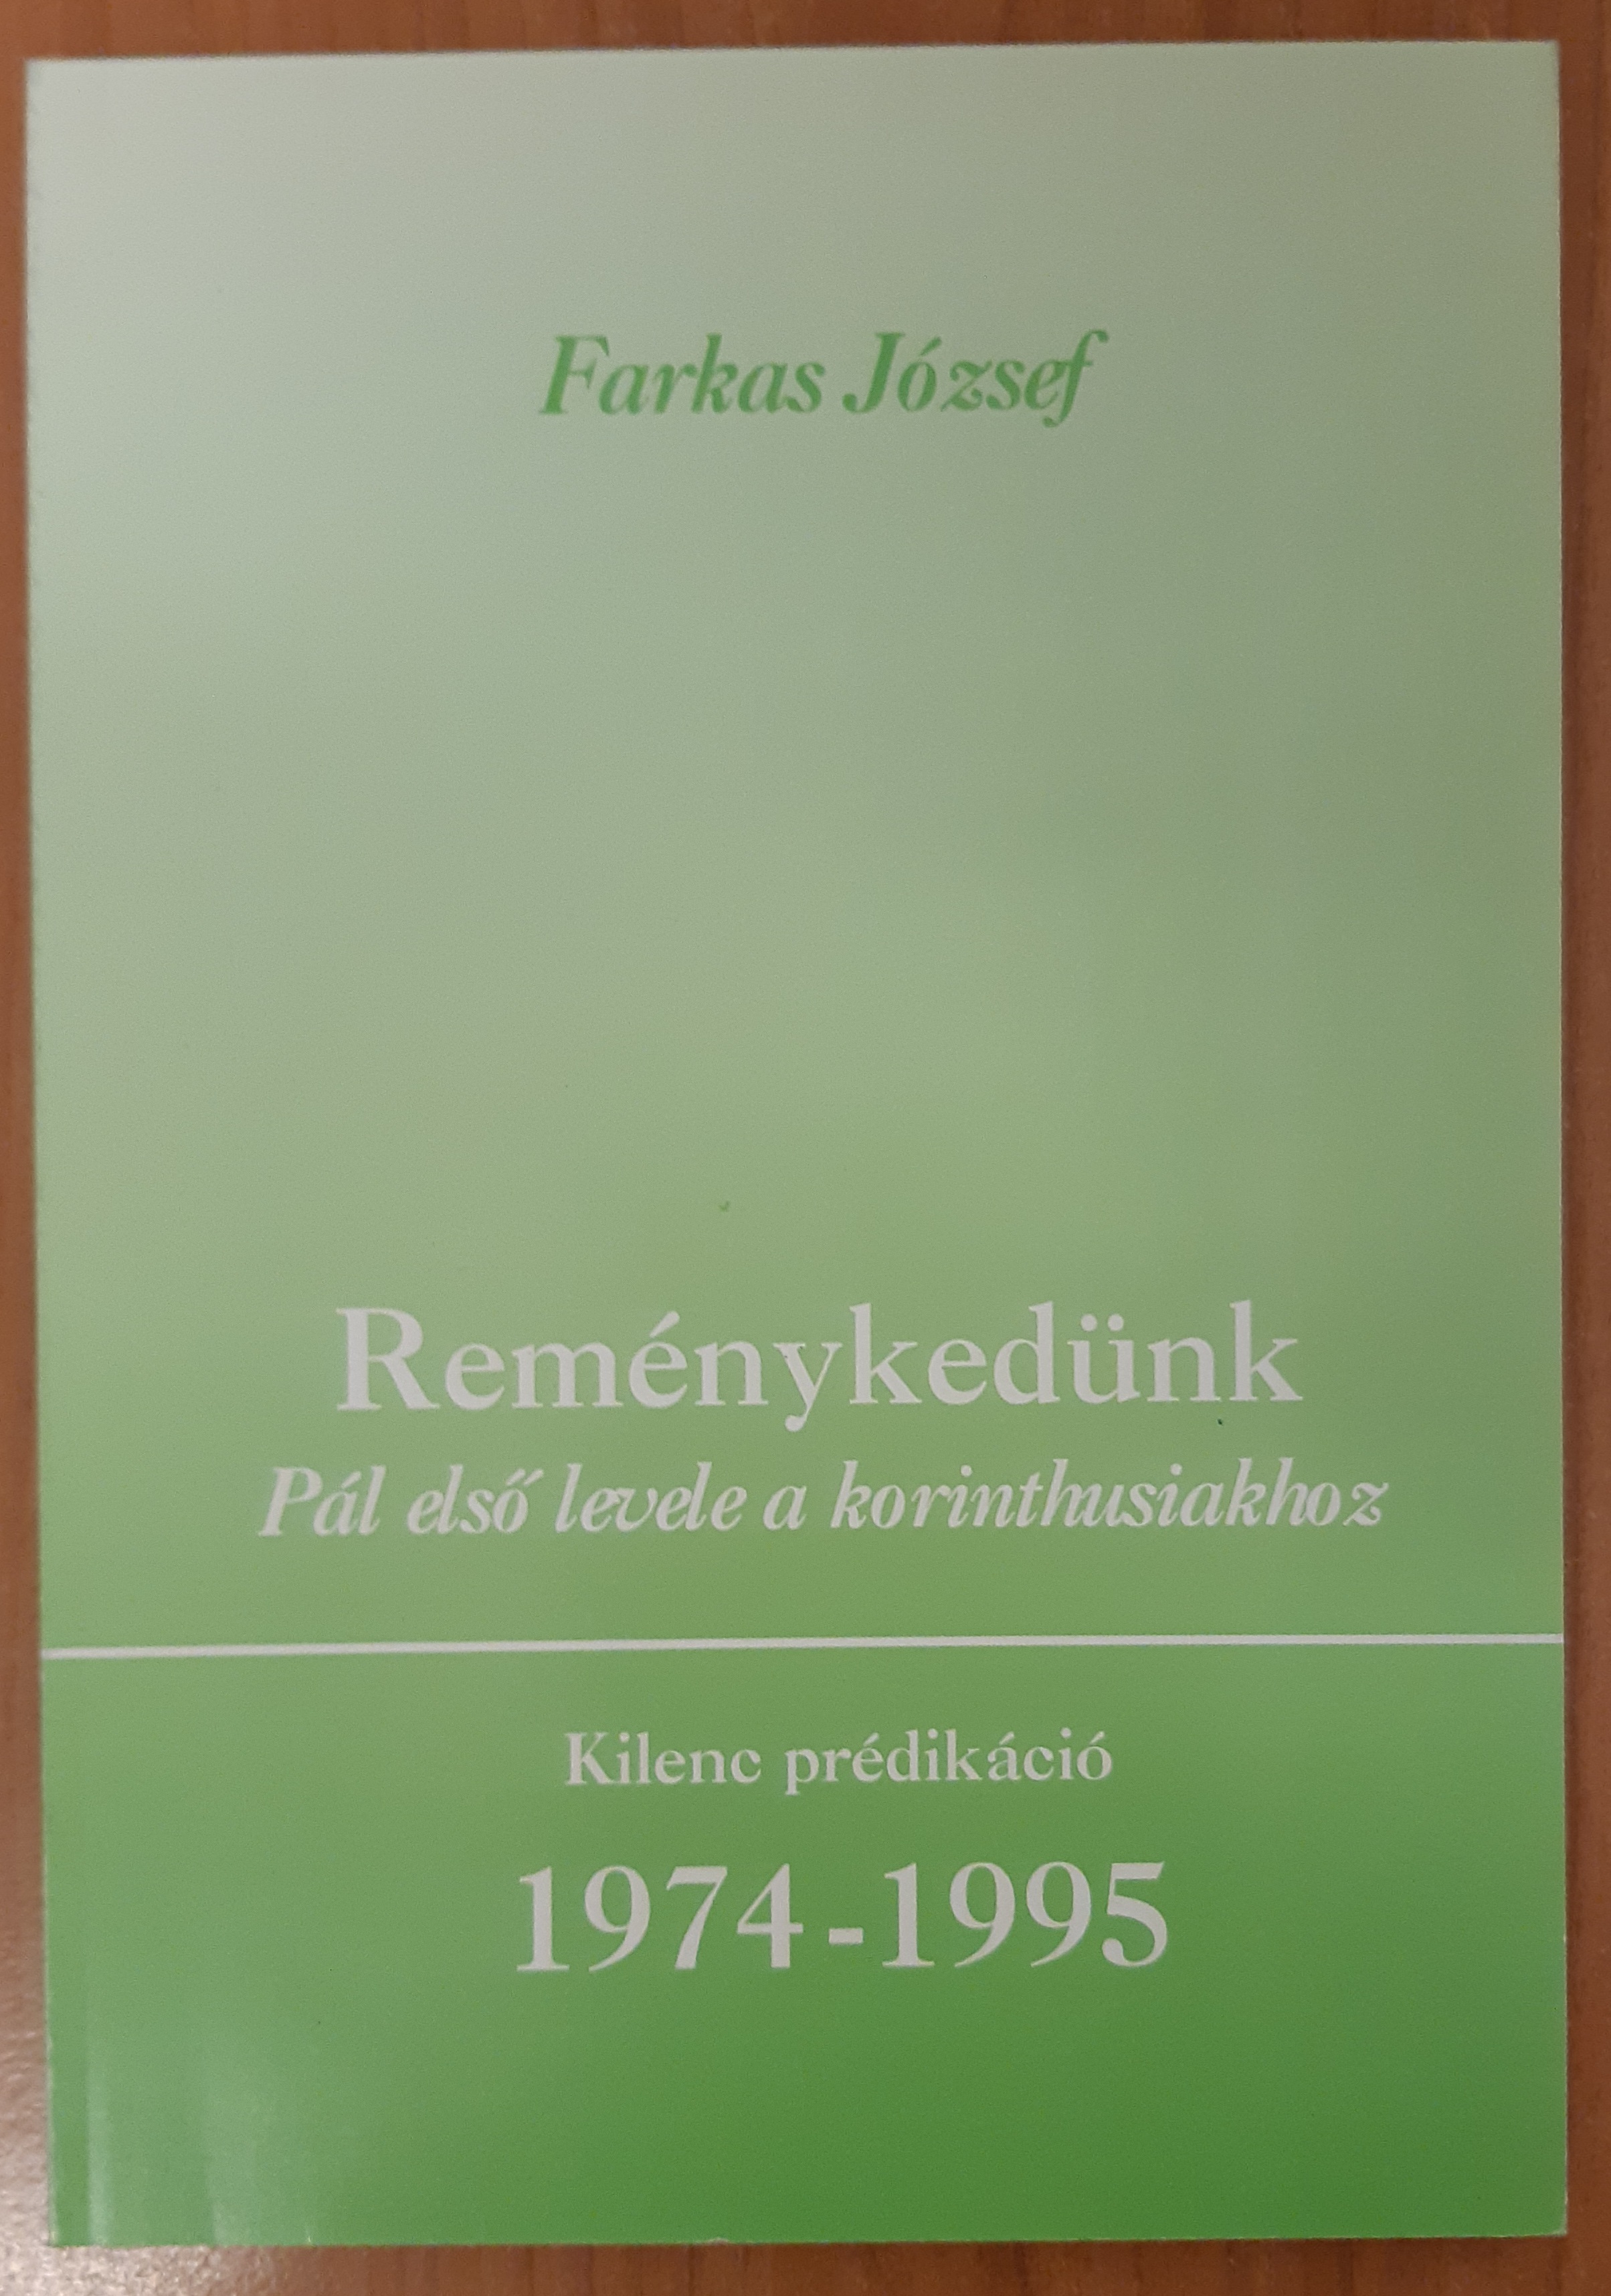 Farkas József
Reménykedünk
Pál első levele a korinthusiakhoz
Kilenc prédikáció
1974-1995